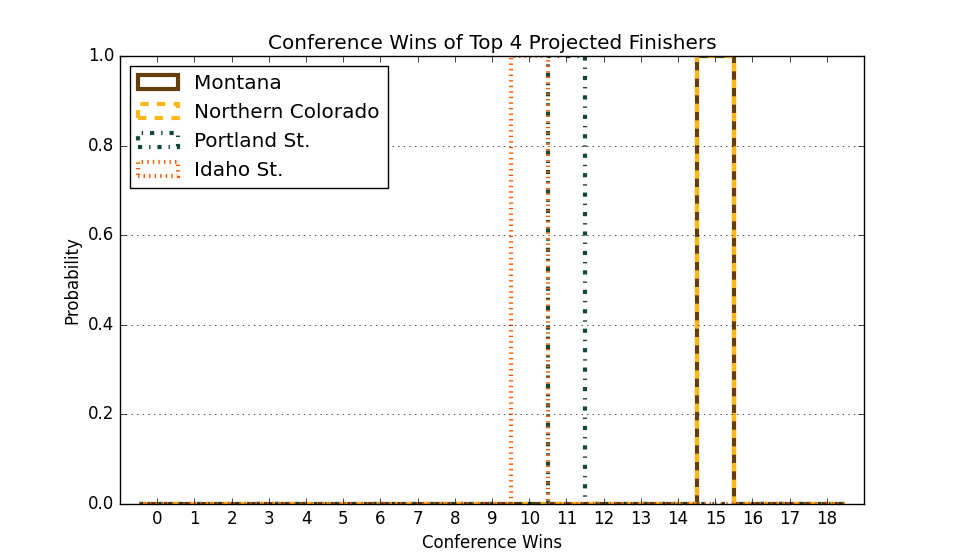 Conference Wins of Top 4 Projected Finishers
1.0
0.8
0.6
0.4
0.2
0.0
Probability
Montana
Northern Colorado
Portland St.
Idaho St.
0 1 2 3 4 5 6 7 8 9 10 11 12 13 14 15 16 17 18
Conference Wins